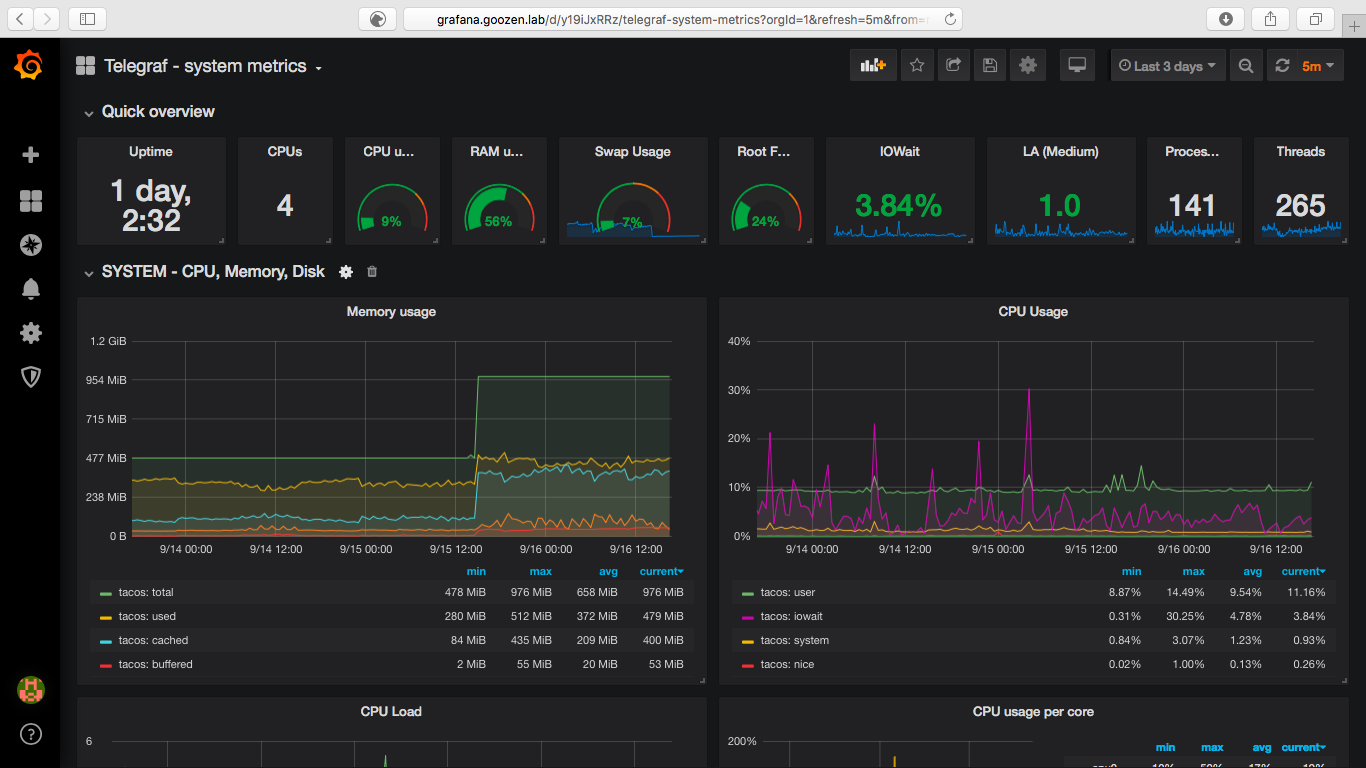 grafana.goozen.lab/d/y19iJxRRz/telegraf-system-metrics?orgId=1&refresh=5m&from=
Telegraf - system metrics
Last 3 days
5m
Quick overview
Uptime
1 day,
2:32
CPUs
4
CPU u...
9%
RAM u...
56%
Swap Usage
7%
Root F...
24%
IOWait
3.84%
LA (Medium)
1.0
Proces...
141
Threads
265
SYSTEM - CPU, Memory, Disk
Memory usage
1.2 GiB
954 MiB
715 MiB
477 MiB
238 MiB
0 B
9/14 00:00 9/14 12:00 9/15 00:00 9/15 12:00 9/16 00:00 9/16 12:00
min max avg current
tacos: total 478 MiB 976 MiB 658 MiB 976 MiB
tacos: used 280 MiB 512 MiB 372 MiB 479 MiB
tacos: cached 84 MiB 435 MiB 209 MiB 400 MiB
tacos: buffered 2 MiB 55 MiB 20 MiB 53 MiB
CPU Usage
40%
30%
20%
10%
0%
9/14 00:00 9/14 12:00 9/15 00:00 9/15 12:00 9/16 00:00 9/16 12:00
min max avg current
tacos: user 8.87% 14.49% 9.54% 11.16%
tacos: iowait 0.31% 30.25% 4.78% 3.84%
tacos: system 0.84% 3.07% 1.23% 0.93%
tacos: nice 0.02% 1.00% 0.13% 0.26%
CPU Load
6
CPU usage per core
200%
min max avg current